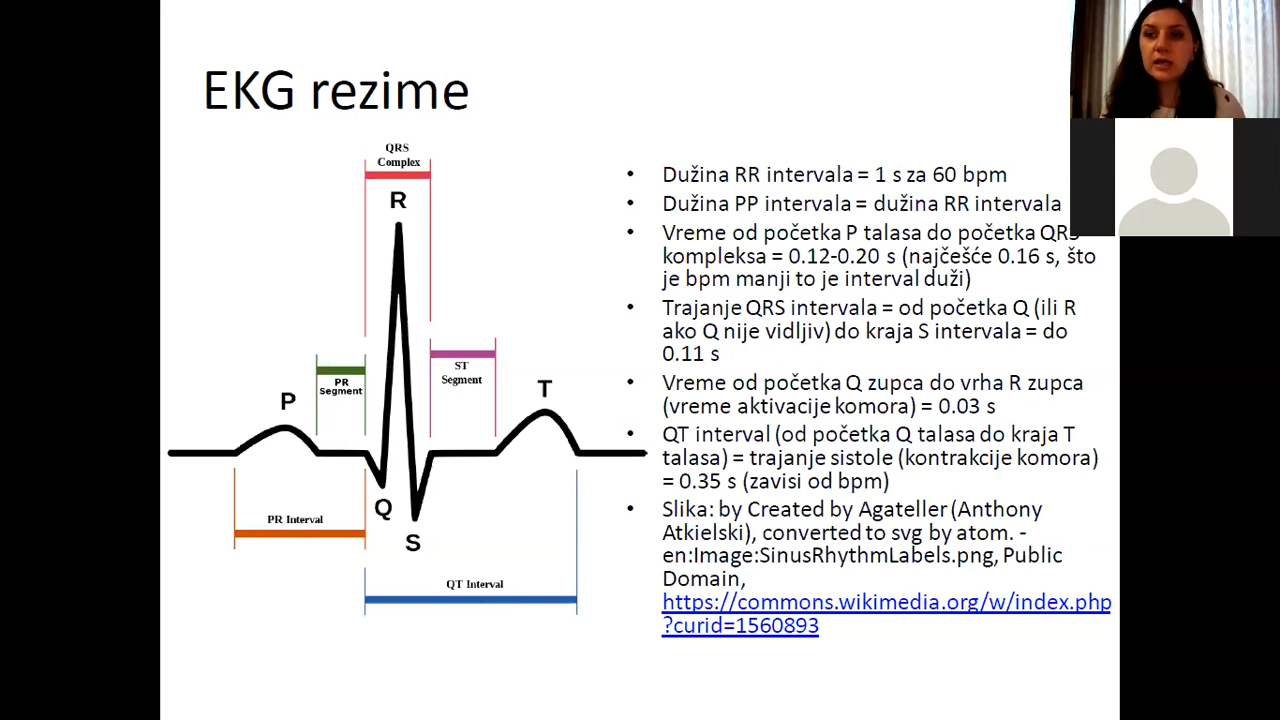 EKG rezime
QRS
Complex
R
P
PR
Segment
ST
Segment
T
Q
S
PR Interval
QT Interval
• Dužina RR intervala = 1 s za 60 bpm
• Dužina PP intervala = dužina RR intervala
• Vreme od početka P talasa do početka QRS
kompleksa = 0.12-0.20 s (najčešće 0.16 s, što
je bpm manji to je interval duži)
• Trajanje QRS intervala = od početka Q (ili R
ako Q nije vidljiv) do kraja S intervala = do
0.11 s
• Vreme od početka Q zupca do vrha R zupca
(vreme aktivacije komora) = 0.03 s
• QT interval (od početka Q talasa do kraja T
talasa) = trajanje sistole (kontrakcije komora)
= 0.35 s (zavisi od bpm)
• Slika: by Created by Agateller (Anthony
Atkielski), converted to svg by atom. -
en:Image:SinusRhythmLabels.png, Public
Domain,
https://commons.wikimedia.org/w/index.php
?curid=1560893